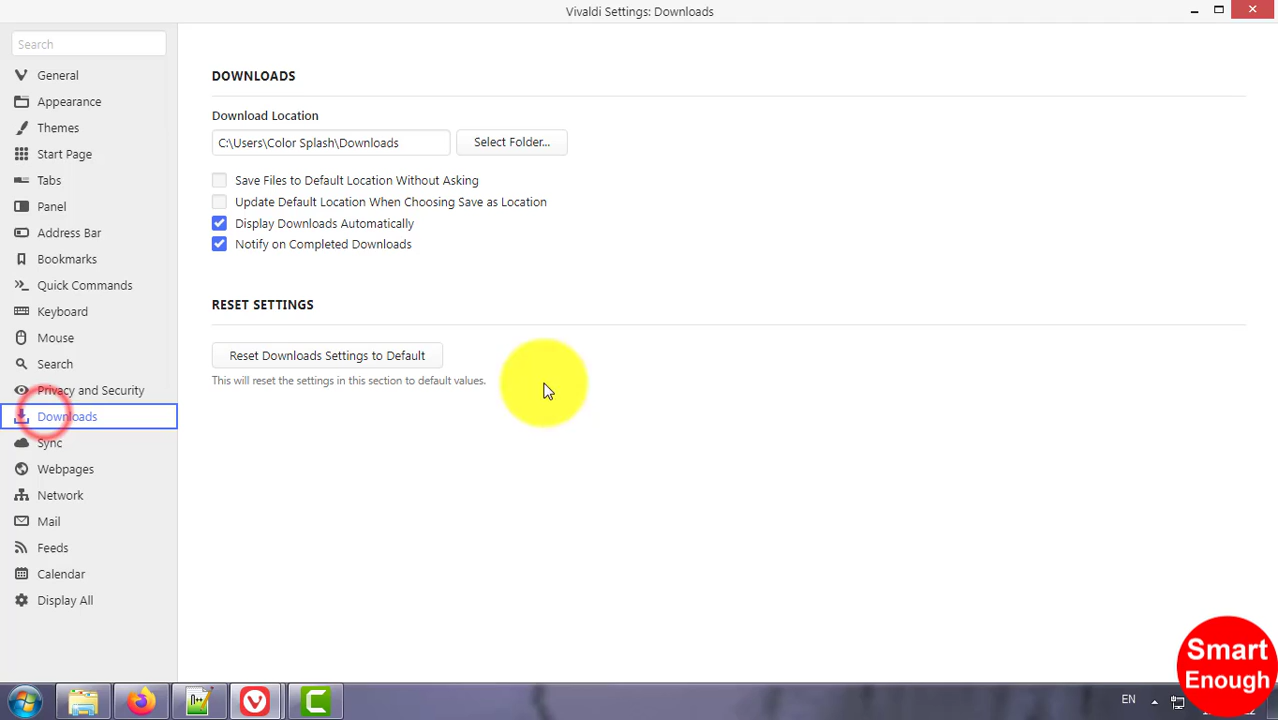 Vivaldi Settings: Downloads
Search
General
Appearance
Themes
Start Page
Tabs
Panel
Address Bar
Bookmarks
Quick Commands
Keyboard
Mouse
Search
Privacy and Security
Downloads
Sync
Webpages
Network
Mail
Feeds
Calendar
Display All
DOWNLOADS
Download Location
C:\Users\Color Splash\Downloads
Select Folder...
Save Files to Default Location Without Asking
Update Default Location When Choosing Save as Location
Display Downloads Automatically
Notify on Completed Downloads
RESET SETTINGS
Reset Downloads Settings to Default
This will reset the settings in this section to default values.
Smart
Enough
EN